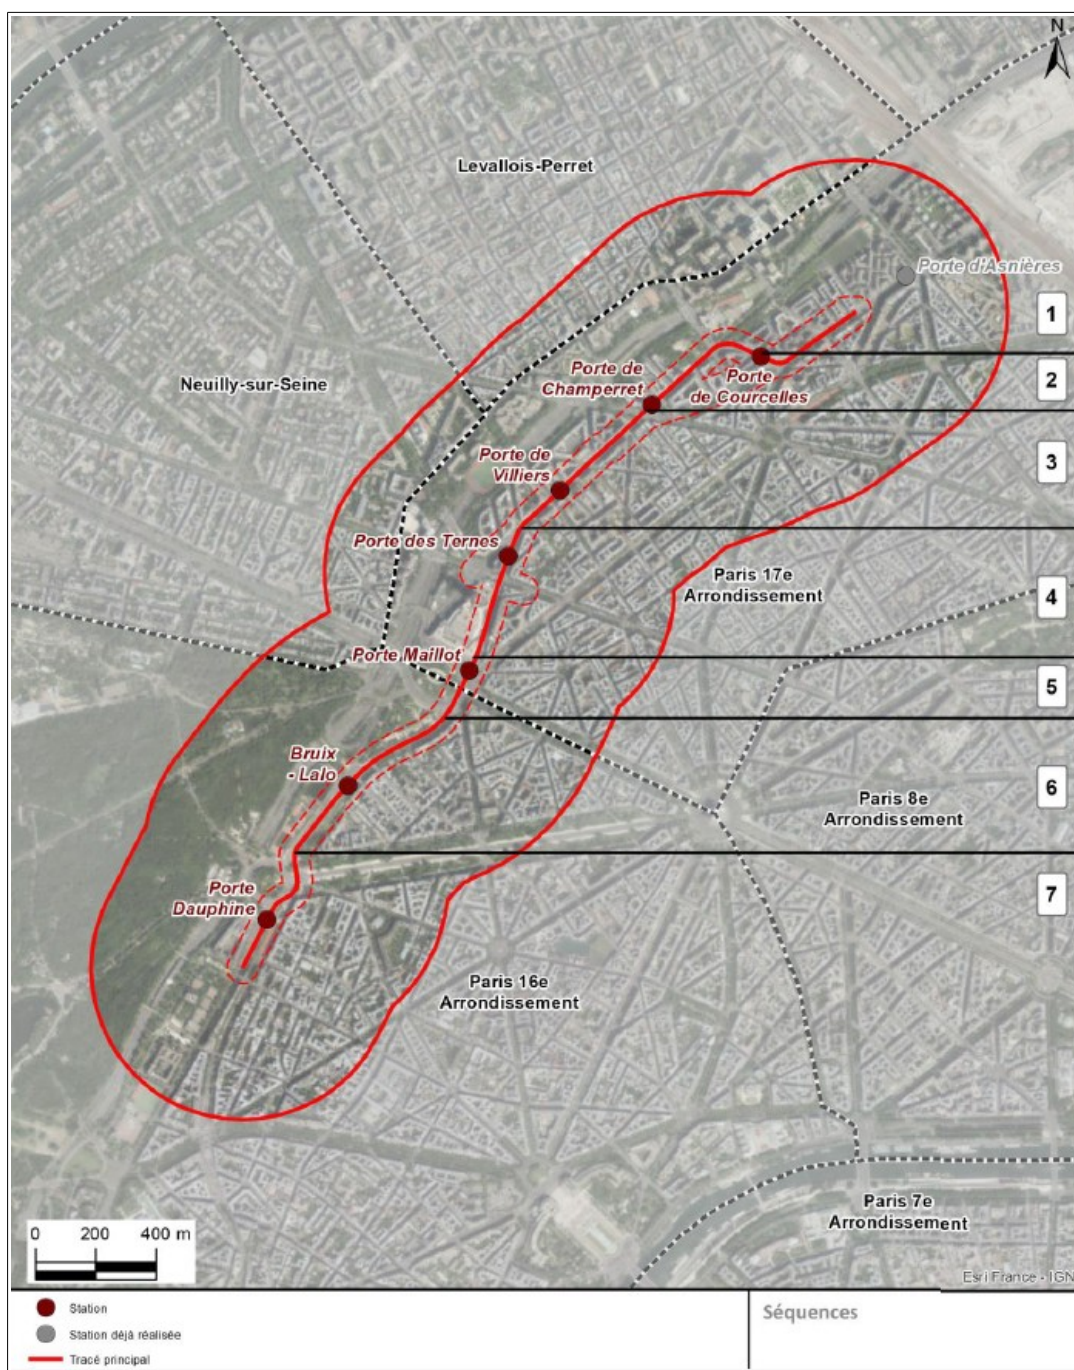 N
Levallois-Perret
Porte d'Asnières
1
Porte de
Champerret
Porte
de Courcelles
2
Neuilly-sur-Seine
Porte de
Villiers
3
Porte des Ternes
Paris 17e
Arrondissement
4
Porte Maillot
5
Bruix
- Lalo
6
Paris 8e
Arrondissement
Porte
Dauphine
7
Paris 16e
Arrondissement
Paris 7e
Arrondissement
0 200 400 m
Esri France - IGN
Station
Séquences
Station déjà réalisée
Tracé principal